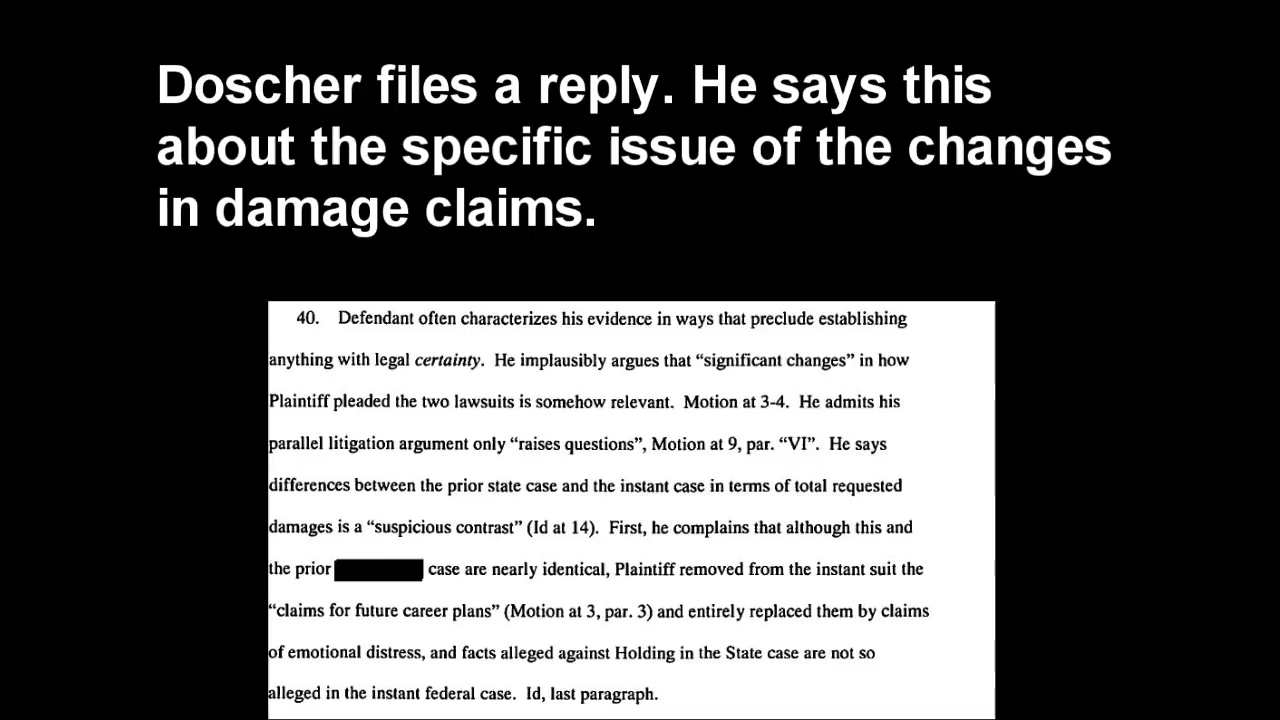 Doscher files a reply. He says this
about the specific issue of the changes
in damage claims.
40. Defendant often characterizes his evidence in ways that preclude establishing
anything with legal certainty. He implausibly argues that “significant changes” in how
Plaintiff pleaded the two lawsuits is somehow relevant. Motion at 3-4. He admits his
parallel litigation argument only “raises questions”, Motion at 9, par. “VI”. He says
differences between the prior state case and the instant case in terms of total requested
damages is a “suspicious contrast” (Id at 14). First, he complains that although this and
the prior case are nearly identical, Plaintiff removed from the instant suit the
“claims for future career plans” (Motion at 3, par. 3) and entirely replaced them by claims
of emotional distress, and facts alleged against Holding in the State case are not so
alleged in the instant federal case. Id, last paragraph.